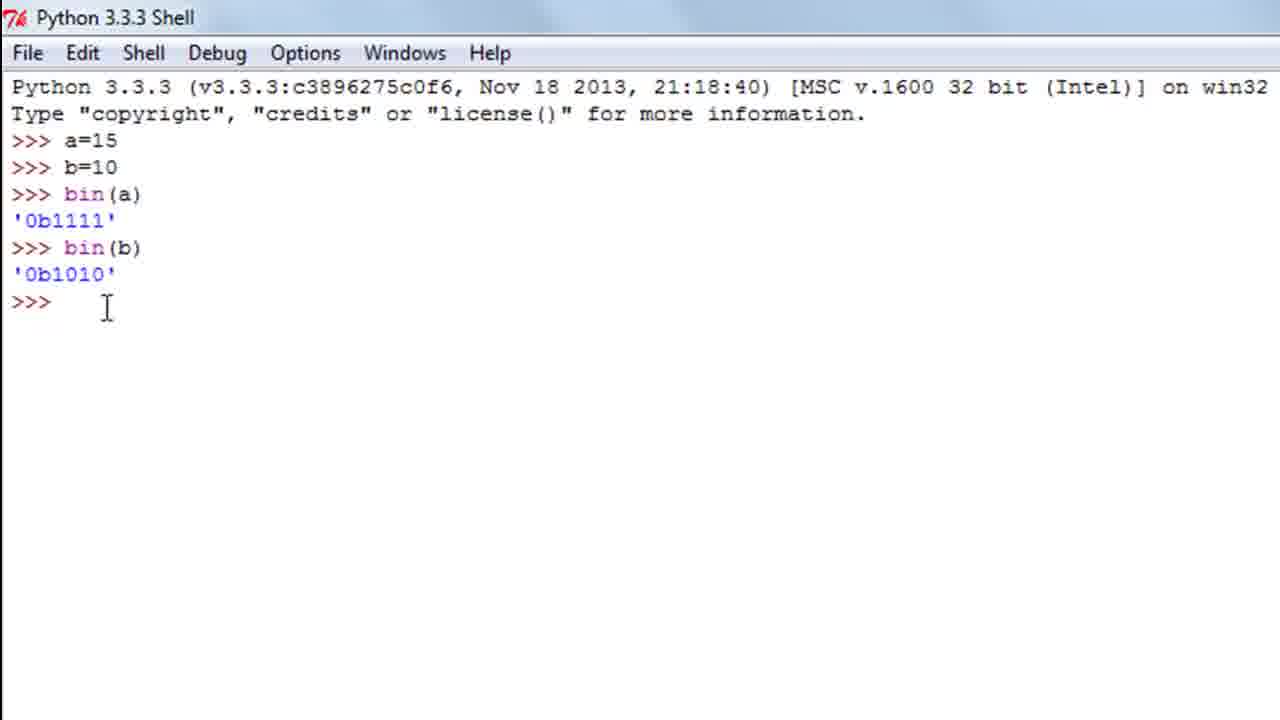 Python 3.3.3 Shell
File Edit Shell Debug Options Windows Help
Python 3.3.3 (v3.3.3:c3896275c0f6, Nov 18 2013, 21:18:40) [MSC v.1600 32 bit (Intel)] on win32
Type "copyright", "credits" or "license()" for more information.
>>> a=15
>>> b=10
>>> bin(a)
'0b1111'
>>> bin(b)
'0b1010'
>>>